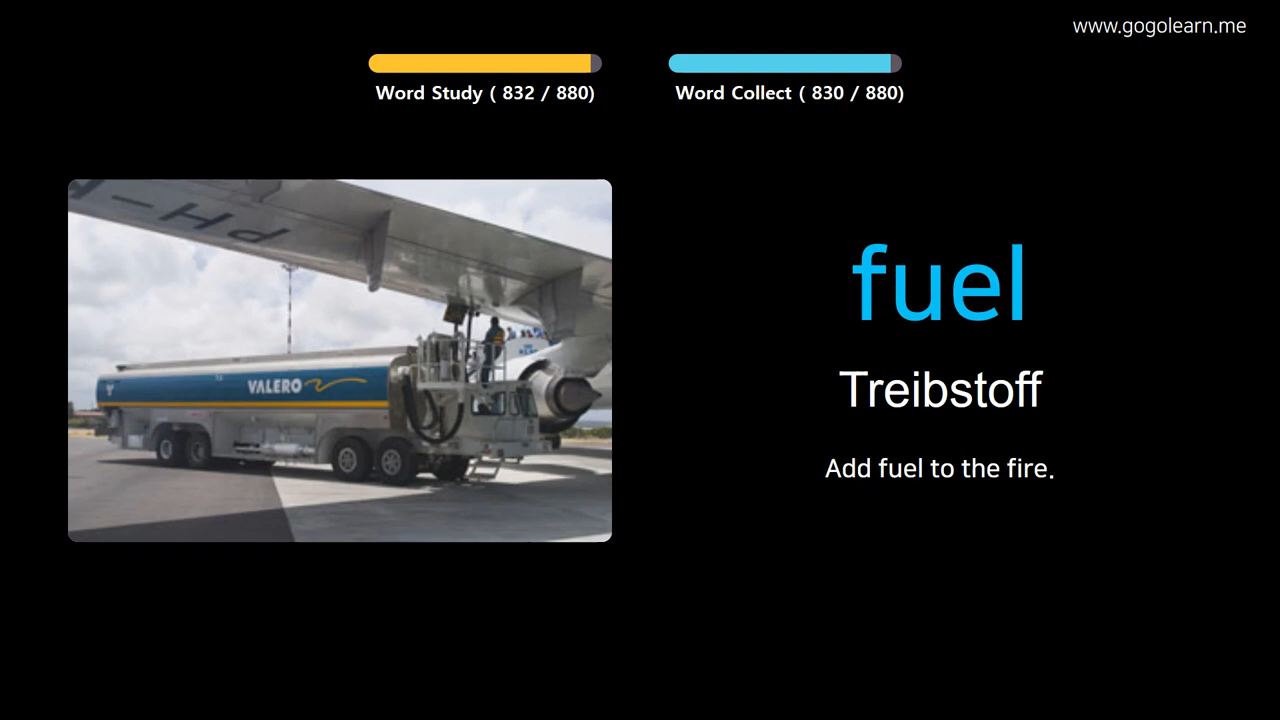 www.gogolearn.me
Word Study ( 832 / 880)
Word Collect ( 830 / 880)
PH-
VALERO
fuel
Treibstoff
Add fuel to the fire.